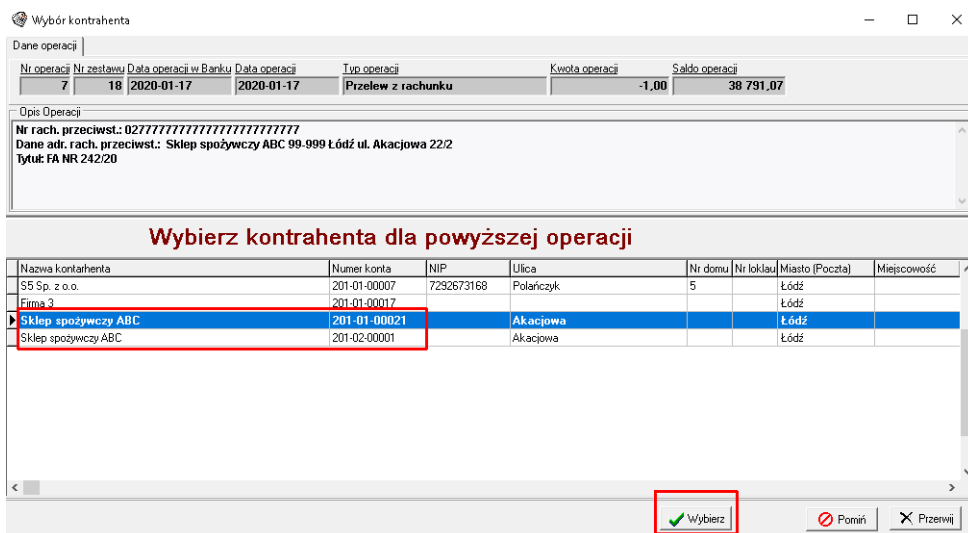 Wybór kontrahenta
Dane operacji
Nr operacji Nr zestawu Data operacji w Banku Data operacji Typ operacji Kwota operacji Saldo operacji
7 18 2020-01-17 2020-01-17 Przelew z rachunku -1,00 38 791,07
Opis Operacji
Nr rach. przeciwst.: 02777777777777777777777777
Dane adr. rach. przeciwst.: Sklep spożywczy ABC 99-999 Łódź ul. Akacjowa 22/2
Tytuł: FA NR 242/20
Wybierz kontrahenta dla powyższej operacji
Nazwa kontarhenta Numer konta NIP Ulica Nr domu Nr loklau Miasto (Poczta) Miejscowość
S5 Sp. z o.o. 201-01-00007 7292673168 Polańczyk 5 Łódź
Firma 3 201-01-00017 Łódź
Sklep spożywczy ABC 201-01-00021 Akacjowa Łódź
Sklep spożywczy ABC 201-02-00001 Akacjowa Łódź
Wybierz Pomiń Przerwij